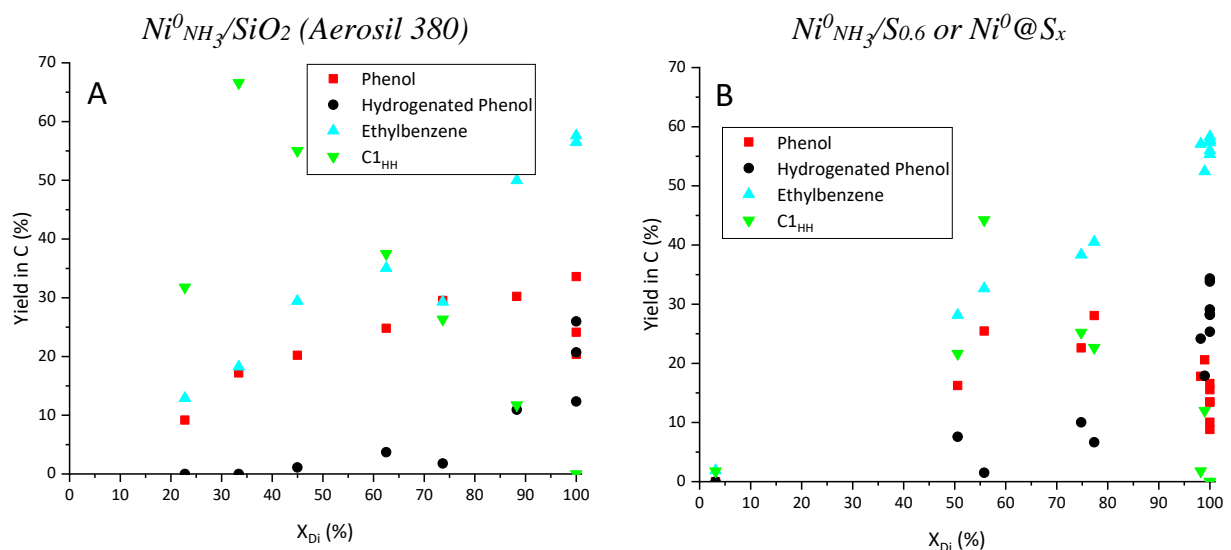 Ni⁰NH₃/SiO₂ (Aerosil 380)
Ni⁰NH₃/S₀.₆ or Ni⁰@Sₓ
A
Phenol
Hydrogenated Phenol
Ethylbenzene
C1HH
Yield in C (%)
70
60
50
40
30
20
10
0
0 10 20 30 40 50 60 70 80 90 100
X_Di (%)
B
Phenol
Hydrogenated Phenol
Ethylbenzene
C1HH
Yield in C (%)
70
60
50
40
30
20
10
0
0 10 20 30 40 50 60 70 80 90 100
X_Di (%)